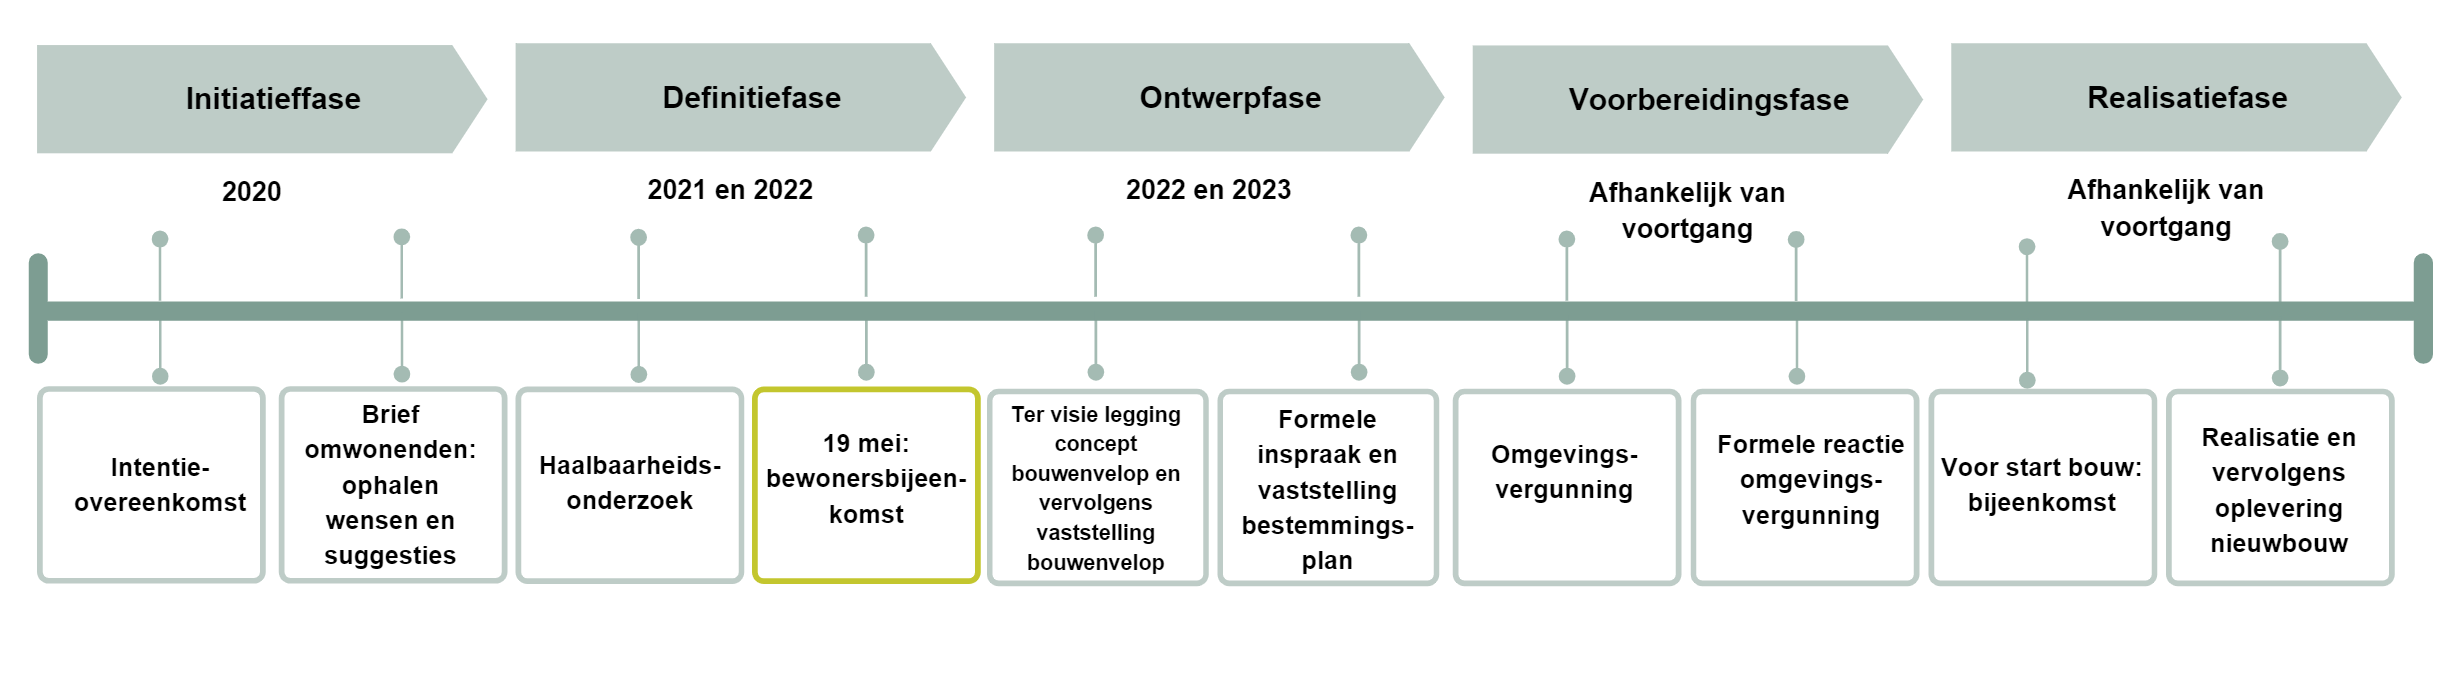 Initiatieffase
Definitiefase
Ontwerpfase
Voorbereidingsfase
Realisatiefase
2020
2021 en 2022
2022 en 2023
Afhankelijk van
voortgang
Afhankelijk van
voortgang
Intentie-
overeenkomst
Brief
omwonenden:
ophalen
wensen en
suggesties
Haalbaarheids-
onderzoek
19 mei:
bewonersbijeen-
komst
Ter visie legging
concept
bouwenvelop en
vervolgens
vaststelling
bouwenvelop
Formele
inspraak en
vaststelling
bestemmings-
plan
Omgevings-
vergunning
Formele reactie
omgevings-
vergunning
Voor start bouw:
bijeenkomst
Realisatie en
vervolgens
oplevering
nieuwbouw